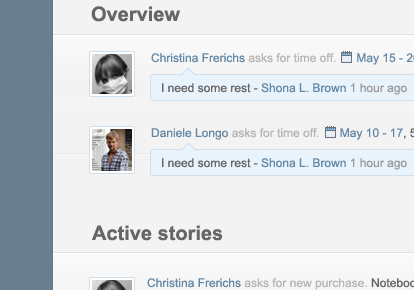 Overview
Christina Frerichs asks for time off. May 15 - 2
I need some rest - Shona L. Brown 1 hour ago
Daniele Longo asks for time off. May 10 - 17, 5
I need some rest - Shona L. Brown 1 hour ago
Active stories
Christina Frerichs asks for new purchase. Notebo